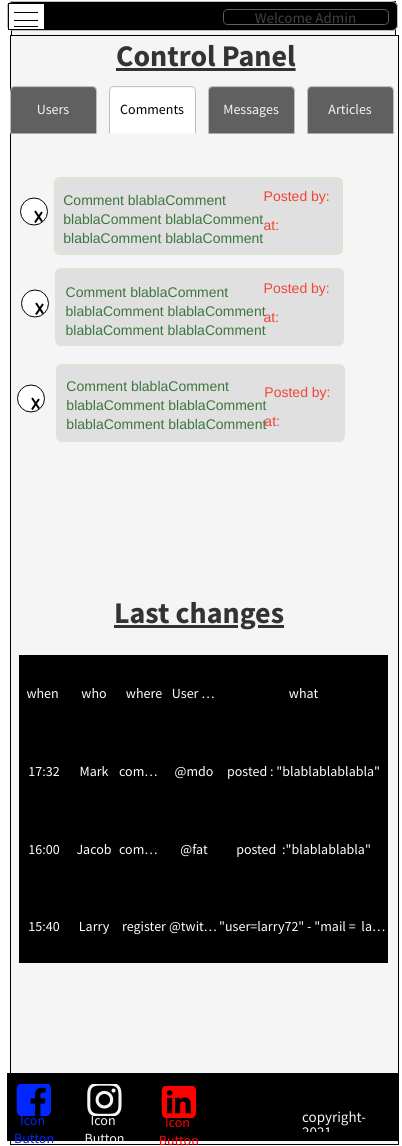 Welcome Admin
Control Panel
Users Comments Messages Articles
Comment blablaComment
blablaComment blablaComment
blablaComment blablaComment
Posted by:
at:
X
Comment blablaComment
blablaComment blablaComment
blablaComment blablaComment
Posted by:
at:
X
Comment blablaComment
blablaComment blablaComment
blablaComment blablaComment
Posted by:
at:
X
Last changes
when who where User … what
17:32 Mark com… @mdo posted : "blablablablabla"
16:00 Jacob com… @fat posted :"blablablabla"
15:40 Larry register @twit… "user=larry72" - "mail = la…
Icon
Button
Icon
Button
in
Icon
Button
copyright-
2021